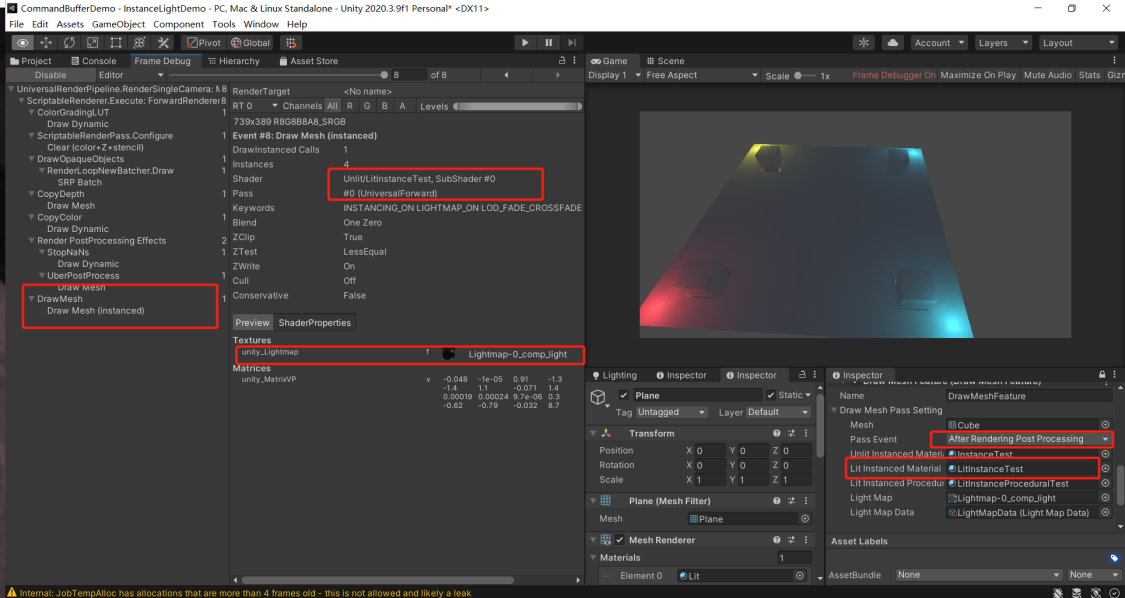 CommandBufferDemo - InstanceLightDemo - PC, Mac & Linux Standalone - Unity 2020.3.9f1 Personal* <DX11>
File Edit Assets GameObject Component Tools Window Help
Pivot Global
Account Layers Layout
Project Console Frame Debug Hierarchy Asset Store
Disable Editor 8 of 8
UniversalRenderPipeline.RenderSingleCamera: M 8
ScriptableRenderer.Execute: ForwardRenderer 8
ColorGradingLUT 1
Draw Dynamic
ScriptableRenderPass.Configure 1
Clear (color+Z+stencil)
DrawOpaqueObjects 1
RenderLoopNewBatcher.Draw 1
SRP Batch
CopyDepth 1
Draw Mesh
CopyColor 1
Draw Dynamic
Render PostProcessing Effects 2
StopNaNs 1
Draw Dynamic
UberPostProcess 1
Draw Mesh
DrawMesh 1
Draw Mesh (instanced)
RenderTarget <No name>
RT 0 Channels All R G B A Levels
739x389 R8G8B8A8_SRGB
Event #8: Draw Mesh (instanced)
DrawInstanced Calls 1
Instances 4
Shader Unlit/LitInstanceTest, SubShader #0
Pass #0 (UniversalForward)
Keywords INSTANCING_ON LIGHTMAP_ON LOD_FADE_CROSSFADE
Blend One Zero
ZClip True
ZTest LessEqual
ZWrite On
Cull Off
Conservative False
Preview ShaderProperties
Textures
unity_Lightmap f Lightmap-0_comp_light
Matrices
unity_MatrixVP v -0.048 -1e-05 0.91 -1.3
-1.4 1.1 -0.071 1.4
0.00019 0.00024 9.7e-06 0.3
-0.62 -0.79 -0.032 8.7
Game Scene
Display 1 Free Aspect Scale 1x Frame Debugger On Maximize On Play Mute Audio Stats Giz
Lighting Inspector Inspector
Plane Static
Tag Untagged Layer Default
Transform
Position X 0 Y 0 Z 0
Rotation X 0 Y 0 Z 0
Scale X 1 Y 1 Z 1
Plane (Mesh Filter)
Mesh Plane
Mesh Renderer
Materials 1
Element 0 Lit
Inspector
Draw Mesh Feature (Draw Mesh Feature)
Name DrawMeshFeature
Draw Mesh Pass Setting
Mesh Cube
Pass Event After Rendering Post Processing
Unlit Instanced Materi InstanceTest
Lit Instanced Material LitInstanceTest
Lit Instanced Procedur LitInstanceProceduralTest
Light Map Lightmap-0_comp_light
Light Map Data LightMapData (Light Map Data)
Asset Labels
AssetBundle None None
Internal: JobTempAlloc has allocations that are more than 4 frames old - this is not allowed and likely a leak